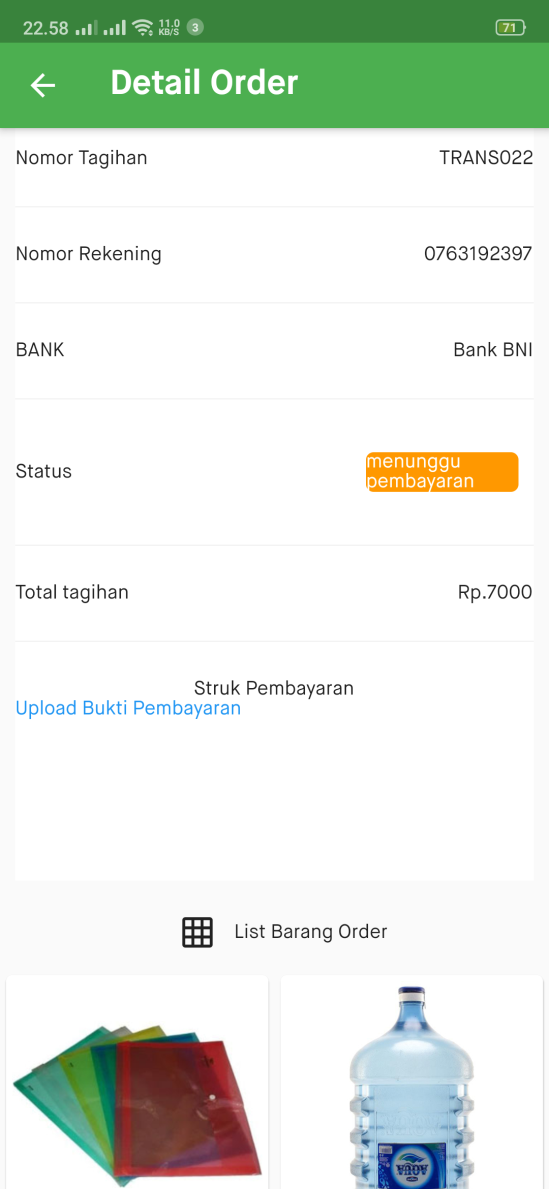 22.58 11.0 KB/S 3 71
Detail Order
Nomor Tagihan TRANS022
Nomor Rekening 0763192397
BANK Bank BNI
Status menunggu pembayaran
Total tagihan Rp.7000
Struk Pembayaran
Upload Bukti Pembayaran
List Barang Order
AQUA